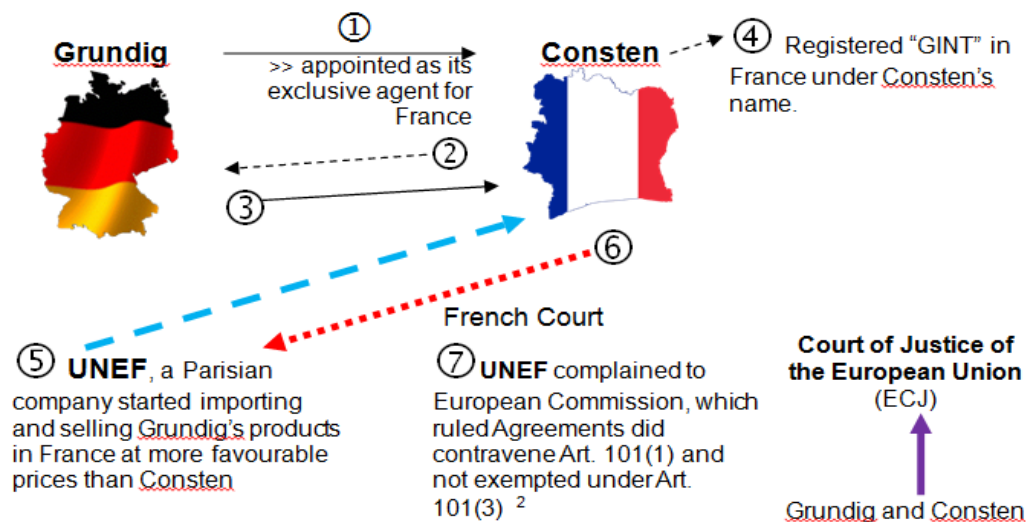 ①
Grundig
>> appointed as its
exclusive agent for
France
Consten
④ Registered “GINT” in
France under Consten’s
name.
②
③
⑥
French Court
⑤ UNEF, a Parisian
company started importing
and selling Grundig’s products
in France at more favourable
prices than Consten
⑦ UNEF complained to
European Commission, which
ruled Agreements did
contravene Art. 101(1) and
not exempted under Art.
101(3) 2
Court of Justice of
the European Union
(ECJ)
Grundig and Consten